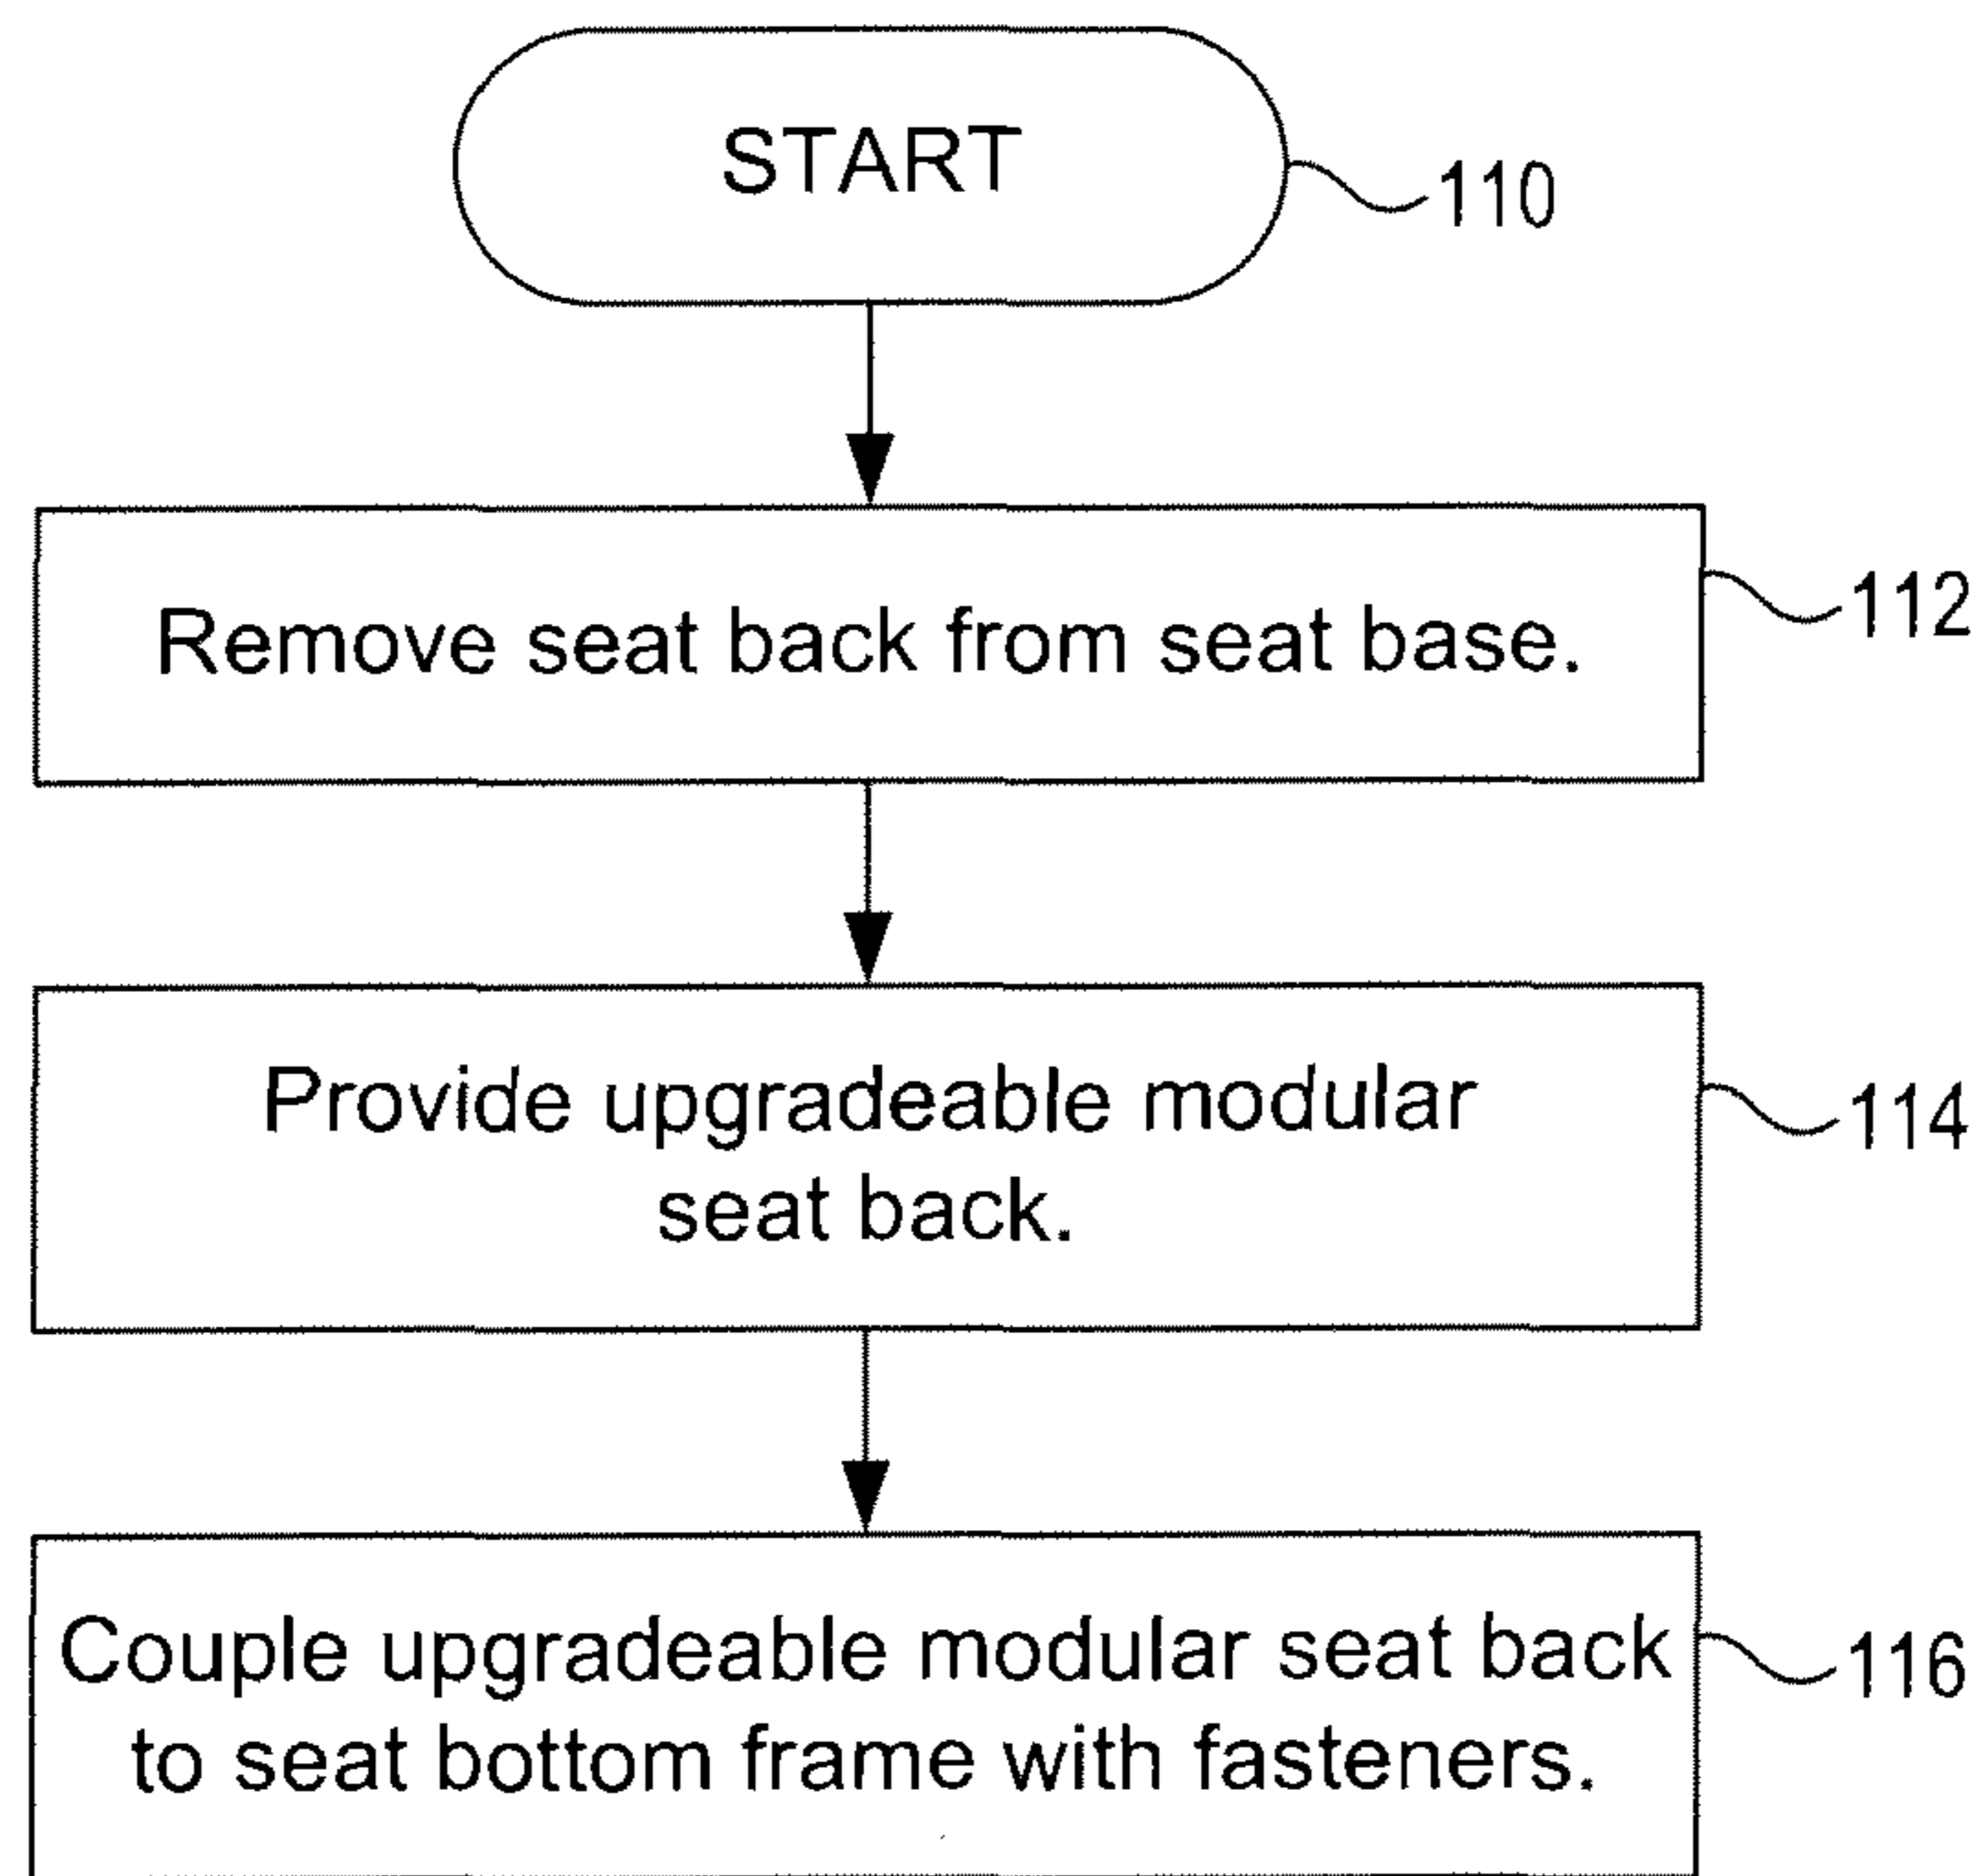 START
110
Remove seat back from seat base.
112
Provide upgradeable modular
seat back.
114
Couple upgradeable modular seat back
to seat bottom frame with fasteners.
116